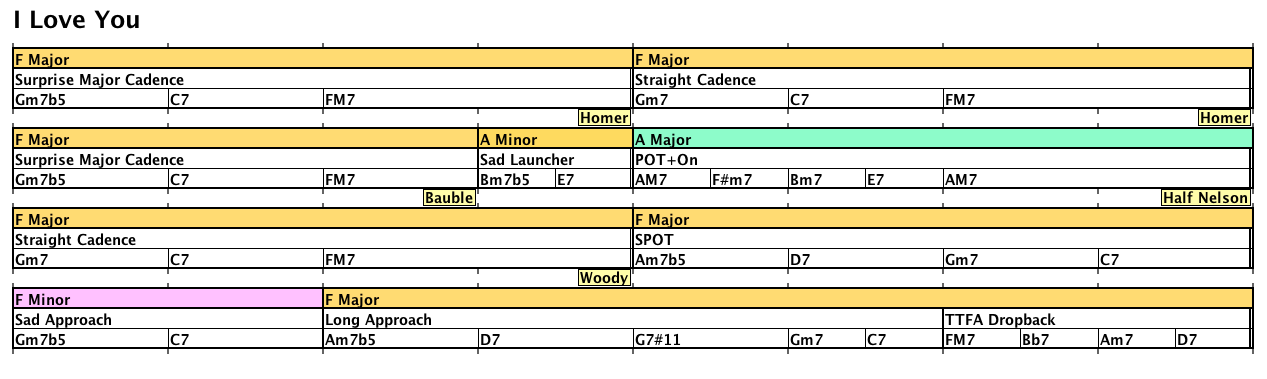 I Love You
F Major F Major
Surprise Major Cadence Straight Cadence
Gm7b5 C7 FM7 Gm7 C7 FM7
Homer Homer
F Major A Minor A Major
Surprise Major Cadence Sad Launcher POT+On
Gm7b5 C7 FM7 Bm7b5 E7 AM7 F#m7 Bm7 E7 AM7
Bauble Half Nelson
F Major F Major
Straight Cadence SPOT
Gm7 C7 FM7 Am7b5 D7 Gm7 C7
Woody
F Minor F Major
Sad Approach Long Approach TTFA Dropback
Gm7b5 C7 Am7b5 D7 G7#11 Gm7 C7 FM7 Bb7 Am7 D7